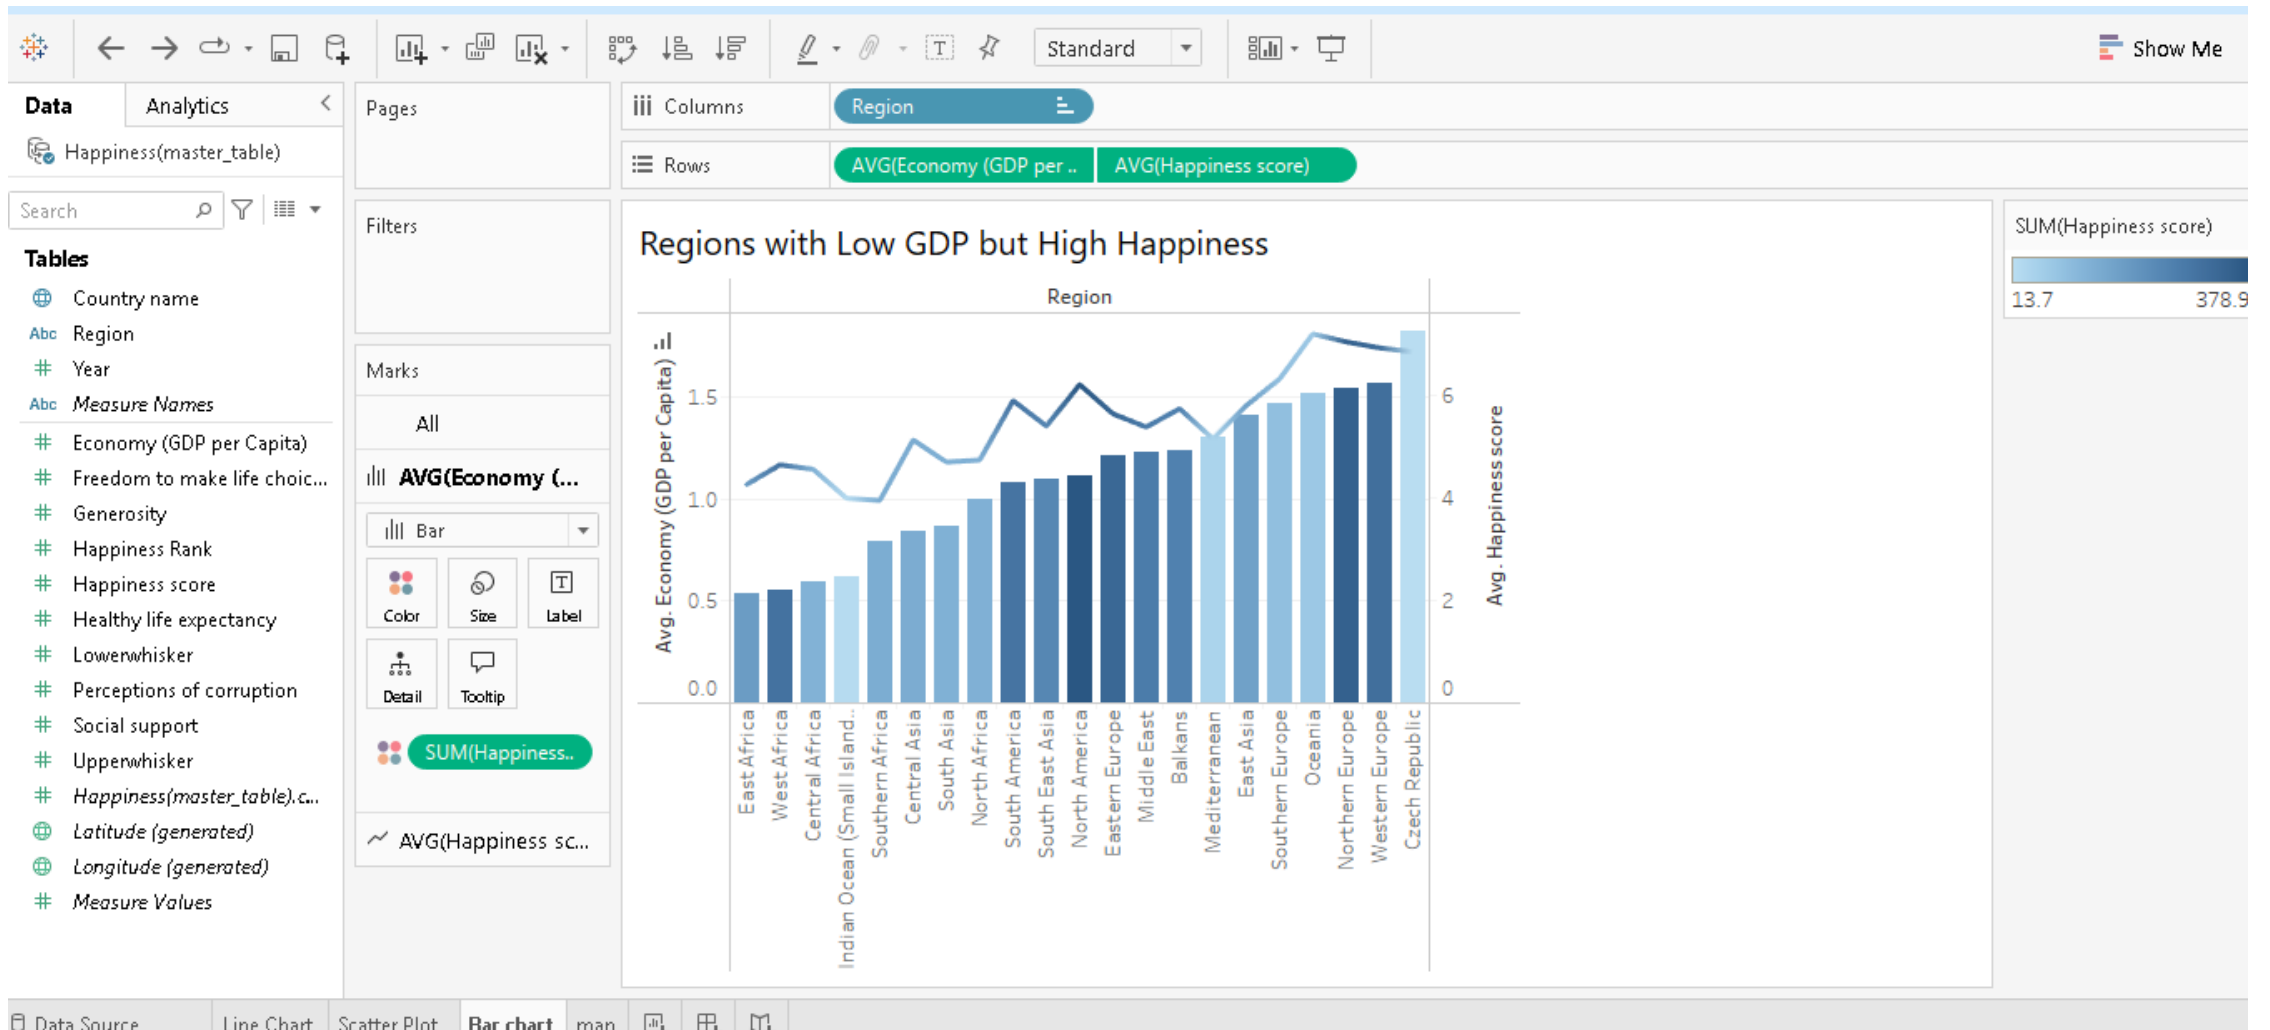 Standard
Show Me
Data
Analytics
Happiness(master_table)
Search
Tables
Country name
Abc Region
Year
Abc Measure Names
Economy (GDP per Capita)
Freedom to make life choic...
Generosity
Happiness Rank
Happiness score
Healthy life expectancy
Lowerwhisker
Perceptions of corruption
Social support
Upperwhisker
Happiness(master_table).c...
Latitude (generated)
Longitude (generated)
Measure Values
Pages
Filters
Marks
All
AVG(Economy (...
Bar
Color
Size
Label
Detail
Tooltip
SUM(Happiness..
AVG(Happiness sc...
Columns
Region
Rows
AVG(Economy (GDP per ..
AVG(Happiness score)
Regions with Low GDP but High Happiness
Region
Avg. Economy (GDP per Capita)
1.5
1.0
0.5
0.0
6
4
2
0
Avg. Happiness score
East Africa
West Africa
Central Africa
Indian Ocean (Small Island..
Southern Africa
Central Asia
South Asia
North Africa
South America
South East Asia
North America
Eastern Europe
Middle East
Balkans
Mediterranean
East Asia
Southern Europe
Oceania
Northern Europe
Western Europe
Czech Republic
SUM(Happiness score)
13.7
378.9
Data Source
Line Chart
Scatter Plot
Bar chart
map